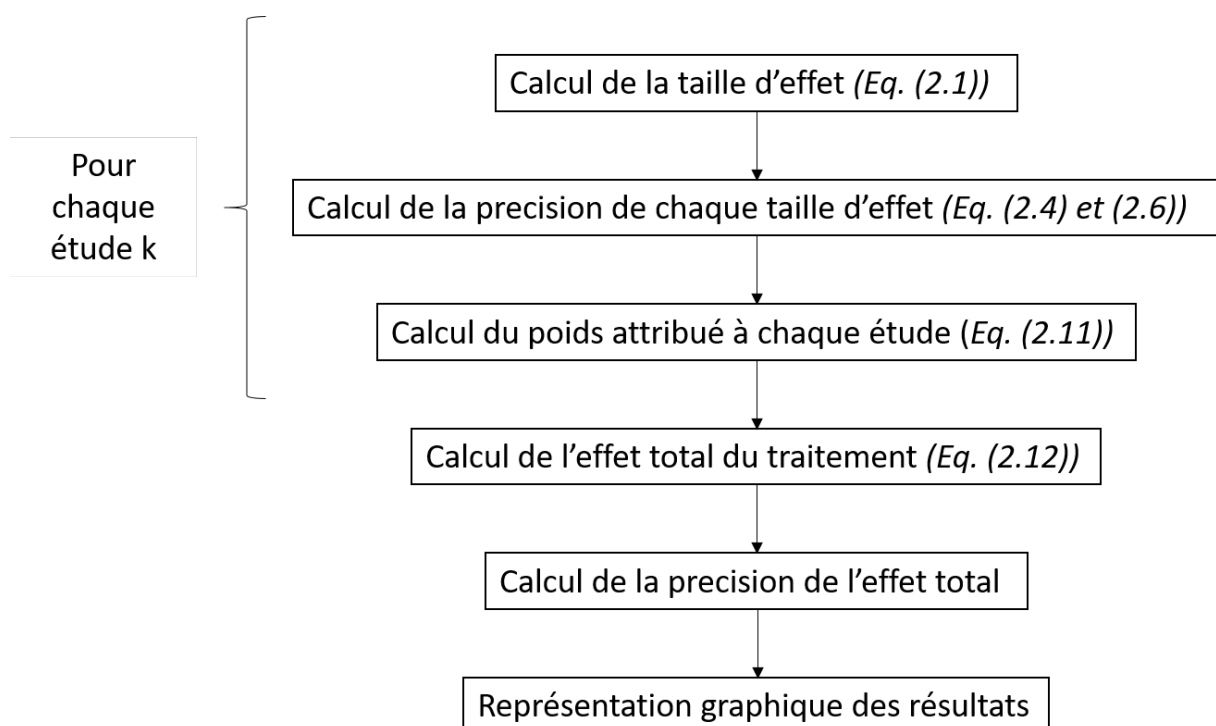 Calcul de la taille d'effet (Eq. (2.1))
Pour
chaque
étude k
Calcul de la precision de chaque taille d'effet (Eq. (2.4) et (2.6))
Calcul du poids attribué à chaque étude (Eq. (2.11))
Calcul de l'effet total du traitement (Eq. (2.12))
Calcul de la precision de l'effet total
Représentation graphique des résultats